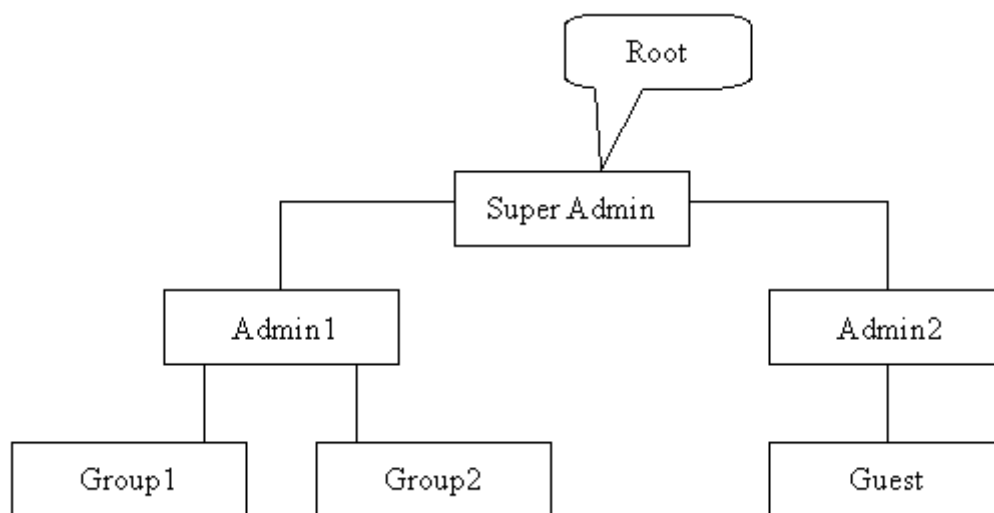 Root
Super Admin
Admin1
Admin2
Group1
Group2
Guest